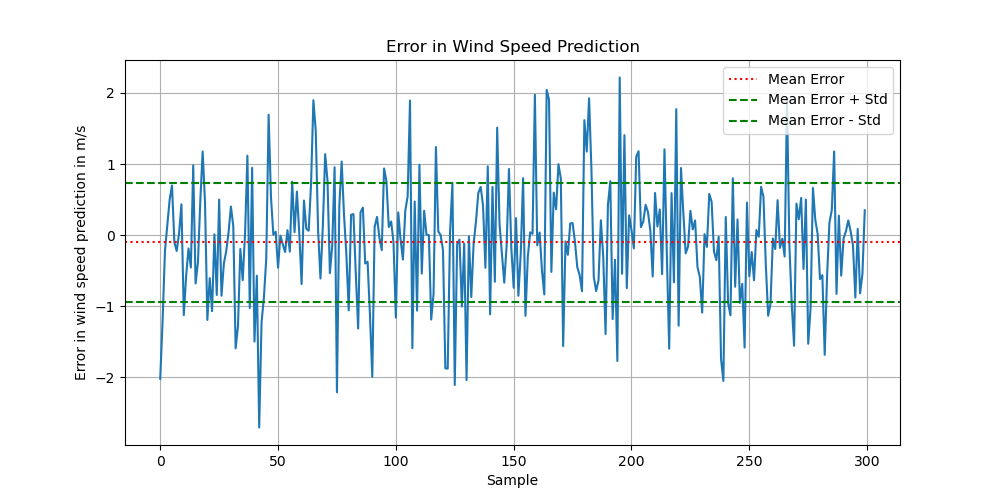 Error in Wind Speed Prediction
Mean Error
Mean Error + Std
Mean Error - Std
Error in wind speed prediction in m/s
2
1
0
−1
−2
0
50
100
150
200
250
300
Sample